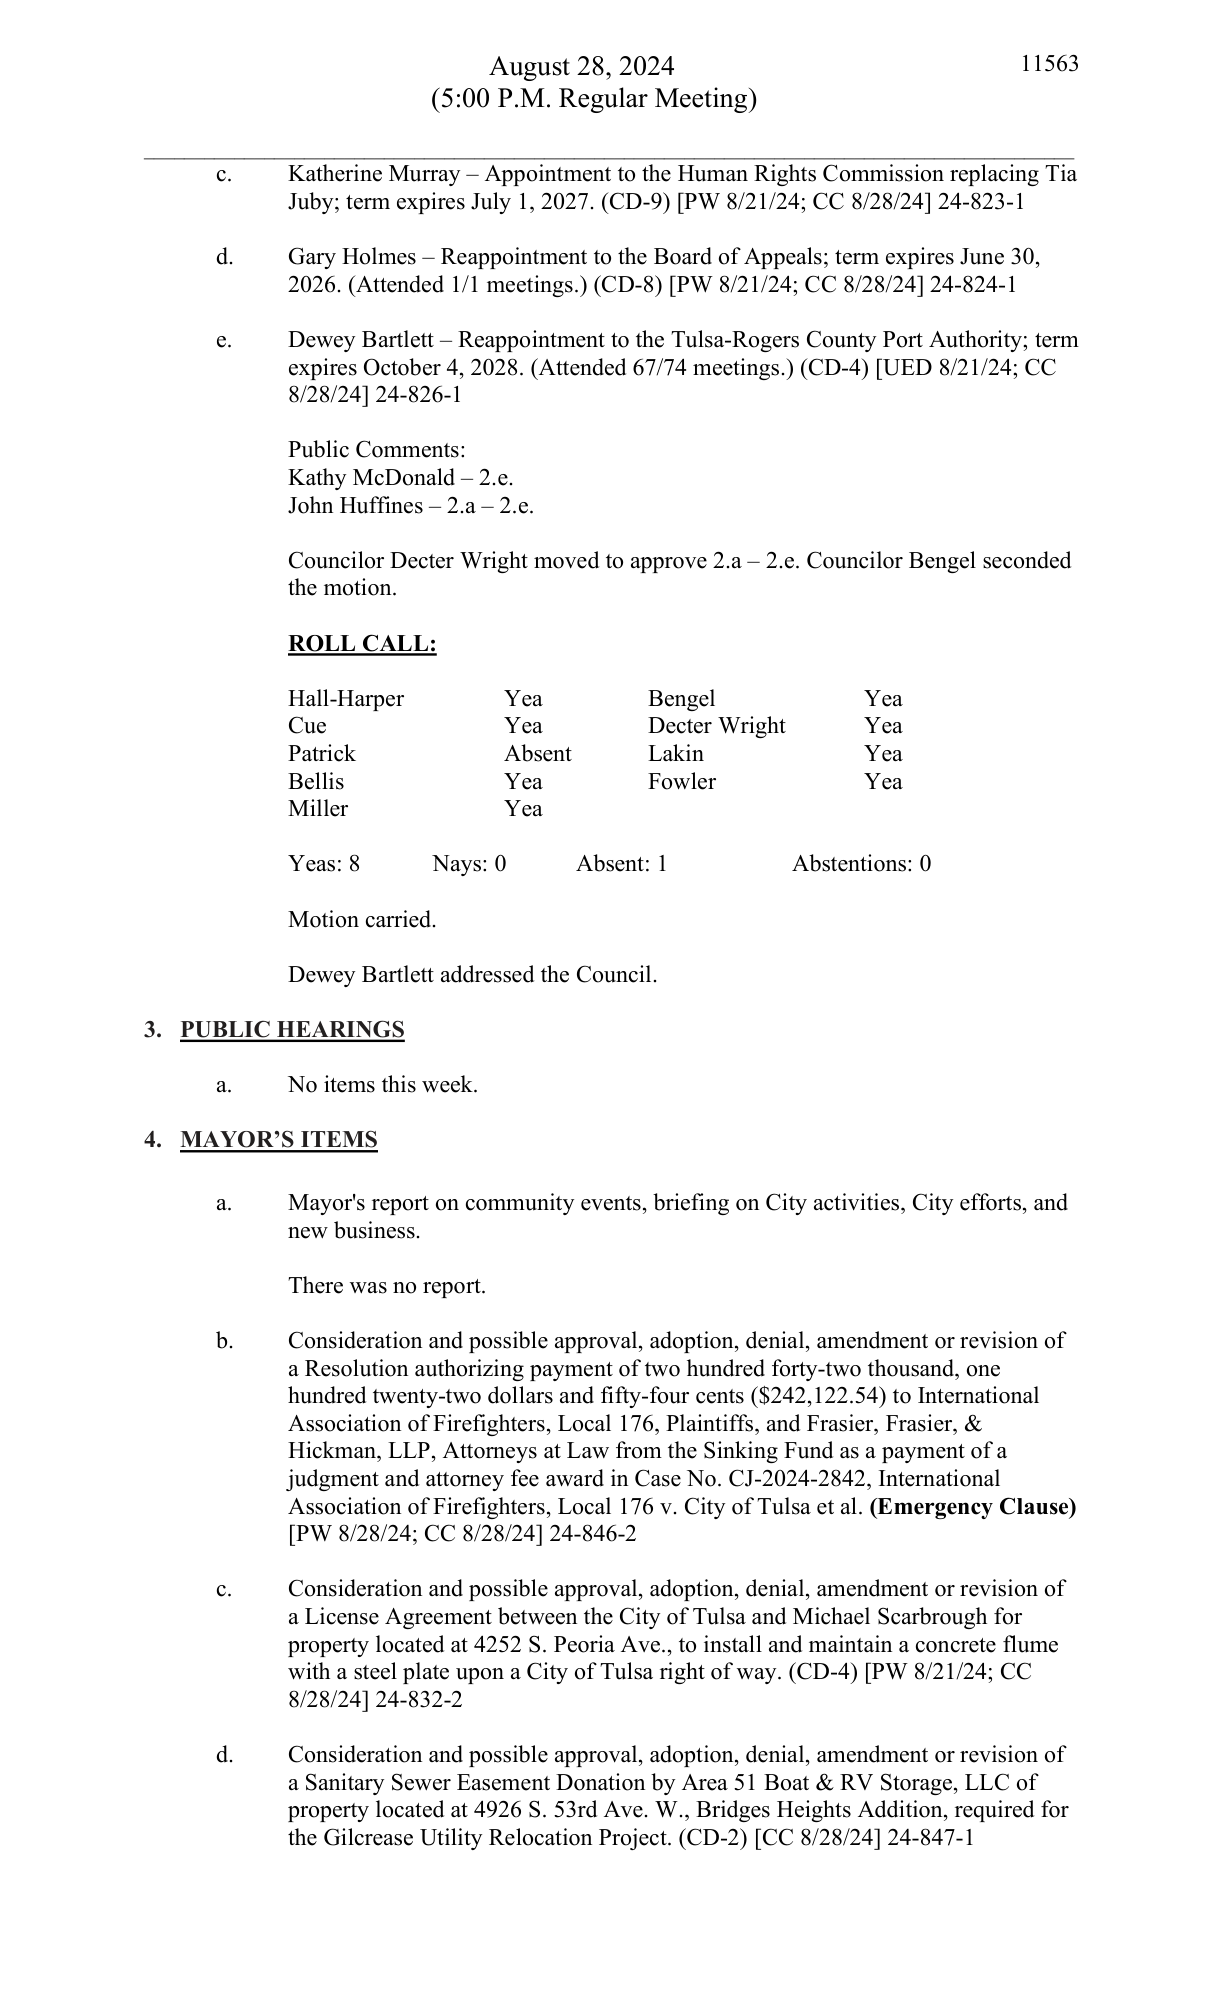 August 28, 2024
11563
(5:00 P.M. Regular Meeting)
c. Katherine Murray – Appointment to the Human Rights Commission replacing Tia
Juby; term expires July 1, 2027. (CD-9) [PW 8/21/24; CC 8/28/24] 24-823-1
d. Gary Holmes – Reappointment to the Board of Appeals; term expires June 30,
2026. (Attended 1/1 meetings.) (CD-8) [PW 8/21/24; CC 8/28/24] 24-824-1
e. Dewey Bartlett – Reappointment to the Tulsa-Rogers County Port Authority; term
expires October 4, 2028. (Attended 67/74 meetings.) (CD-4) [UED 8/21/24; CC
8/28/24] 24-826-1
Public Comments:
Kathy McDonald – 2.e.
John Huffines – 2.a – 2.e.
Councilor Decter Wright moved to approve 2.a – 2.e. Councilor Bengel seconded
the motion.
ROLL CALL:
Hall-Harper Yea Bengel Yea
Cue Yea Decter Wright Yea
Patrick Absent Lakin Yea
Bellis Yea Fowler Yea
Miller Yea
Yeas: 8 Nays: 0 Absent: 1 Abstentions: 0
Motion carried.
Dewey Bartlett addressed the Council.
3. PUBLIC HEARINGS
a. No items this week.
4. MAYOR’S ITEMS
a. Mayor's report on community events, briefing on City activities, City efforts, and
new business.
There was no report.
b. Consideration and possible approval, adoption, denial, amendment or revision of
a Resolution authorizing payment of two hundred forty-two thousand, one
hundred twenty-two dollars and fifty-four cents ($242,122.54) to International
Association of Firefighters, Local 176, Plaintiffs, and Frasier, Frasier, &
Hickman, LLP, Attorneys at Law from the Sinking Fund as a payment of a
judgment and attorney fee award in Case No. CJ-2024-2842, International
Association of Firefighters, Local 176 v. City of Tulsa et al. (Emergency Clause)
[PW 8/28/24; CC 8/28/24] 24-846-2
c. Consideration and possible approval, adoption, denial, amendment or revision of
a License Agreement between the City of Tulsa and Michael Scarbrough for
property located at 4252 S. Peoria Ave., to install and maintain a concrete flume
with a steel plate upon a City of Tulsa right of way. (CD-4) [PW 8/21/24; CC
8/28/24] 24-832-2
d. Consideration and possible approval, adoption, denial, amendment or revision of
a Sanitary Sewer Easement Donation by Area 51 Boat & RV Storage, LLC of
property located at 4926 S. 53rd Ave. W., Bridges Heights Addition, required for
the Gilcrease Utility Relocation Project. (CD-2) [CC 8/28/24] 24-847-1